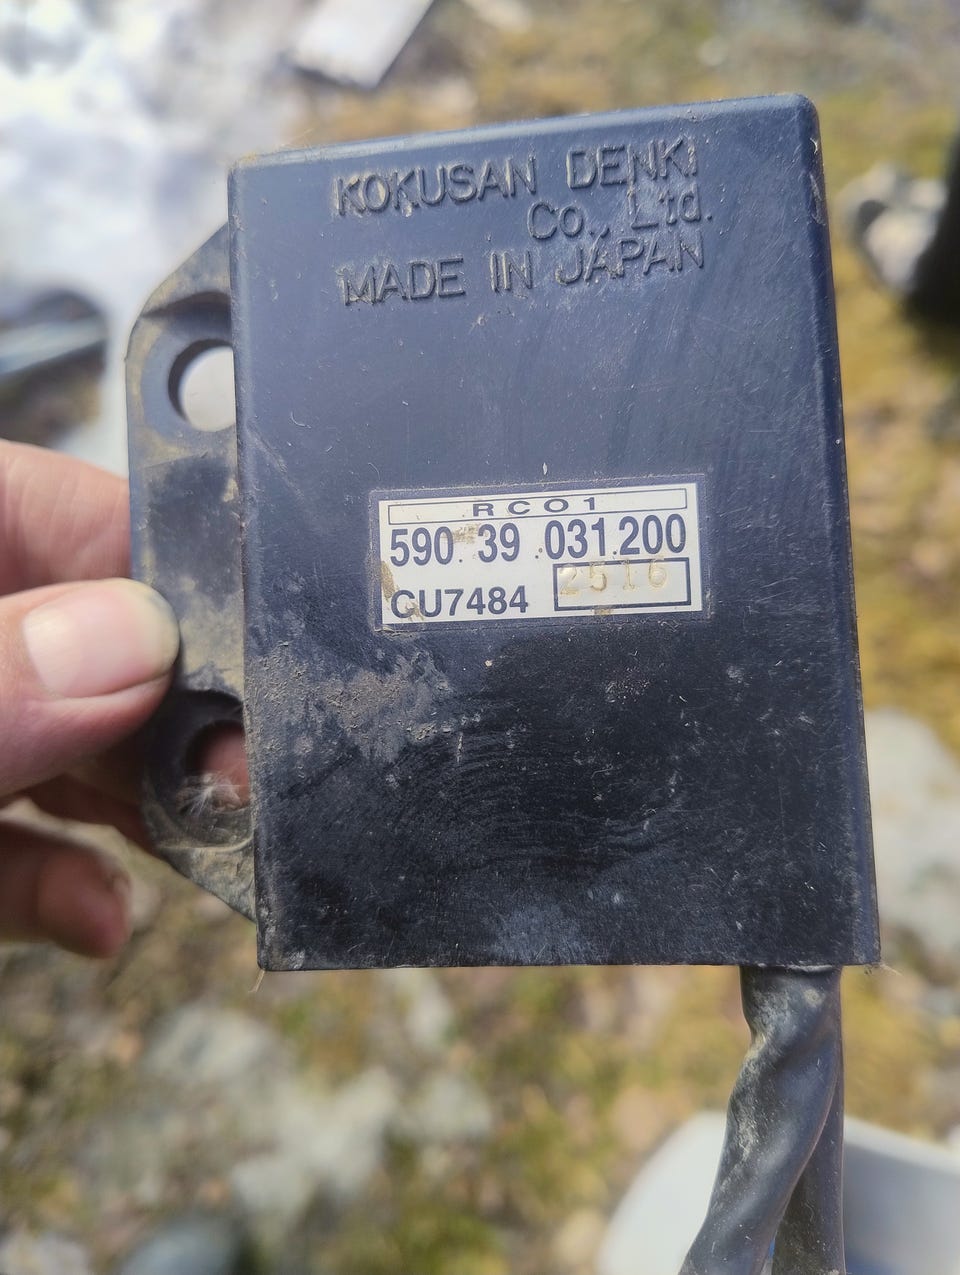 KOKUSAN DENKI
Co., Ltd.
MADE IN JAPAN
RC01
590.39.031.200
CU7484 2516